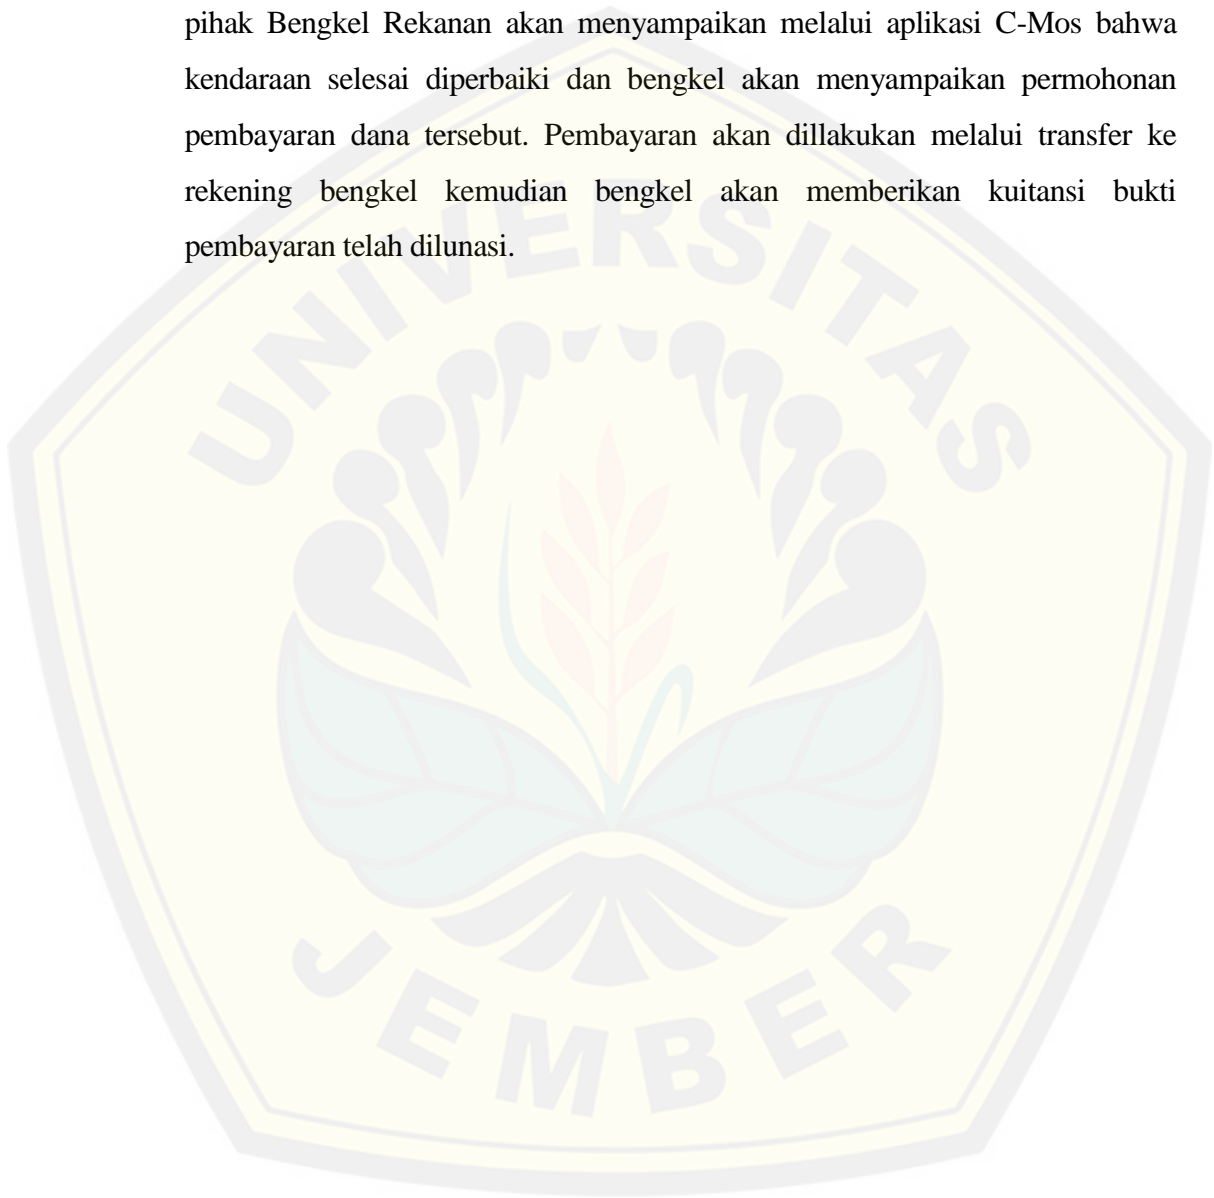 pihak Bengkel Rekanan akan menyampaikan melalui aplikasi C-Mos bahwa
kendaraan selesai diperbaiki dan bengkel akan menyampaikan permohonan
pembayaran dana tersebut. Pembayaran akan dillakukan melalui transfer ke
rekening bengkel kemudian bengkel akan memberikan kuitansi bukti
pembayaran telah dilunasi.
UNIVERSITAS
JEMBER